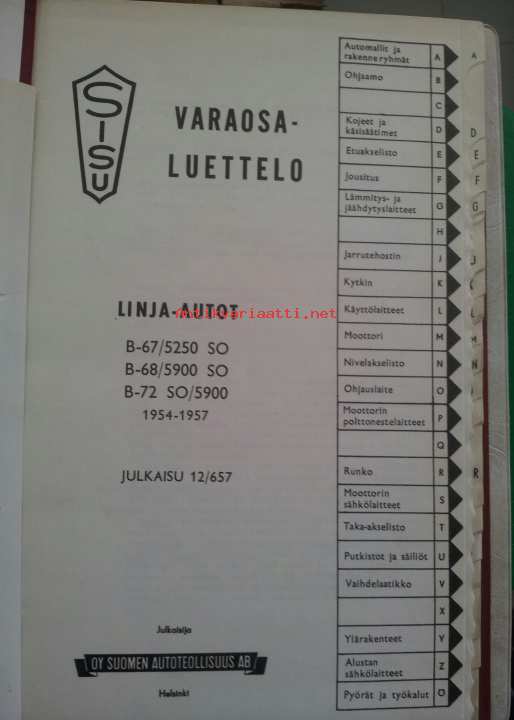 SISU
VARAOSA-
LUETTELO
LINJA-AUTOT
Antikvariaatti.net
B-67/5250 SO
B-68/5900 SO
B-72 SO/5900
1954-1957
JULKAISU 12/657
Julkaisija
OY SUOMEN AUTOTEOLLISUUS AB
Helsinki
Automallit ja
rakenneryhmät A
Ohjaamo B
C
Kojeet ja
käsisäätimet D
Etuakselisto E
Jousitus F
Lämmitys- ja
jäähdytyslaitteet G
H
Jarrutehostin J
Kytkin K
Käyttölaitteet L
Moottori M
Nivelakselisto N
Ohjauslaite O
Moottorin
polttonestelaitteet P
Q
Runko R
Moottorin
sähkölaitteet S
Taka-akselisto T
Putkistot ja säiliöt U
Vaihdelaatikko V
X
Ylärakenteet Y
Alustan
sähkölaitteet Z
Pyörät ja työkalut Ö
A
D
E
F
G
J
K
L
M
N
R